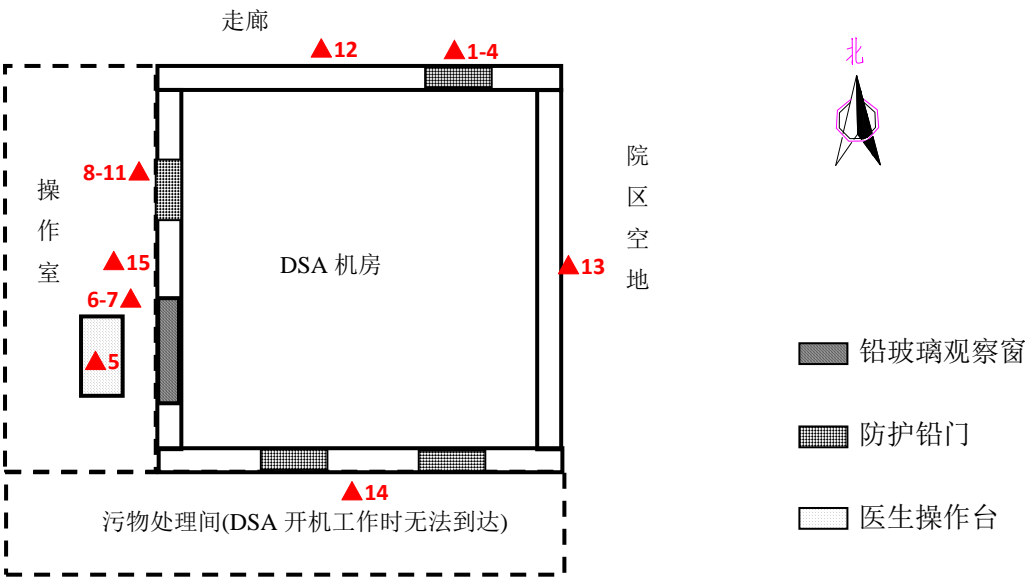 走廊
北
▲12
▲1-4
8-11▲
操作室
院区空地
▲15
DSA 机房
▲13
6-7▲
▲5
铅玻璃观察窗
防护铅门
▲14
污物处理间(DSA 开机工作时无法到达)
医生操作台